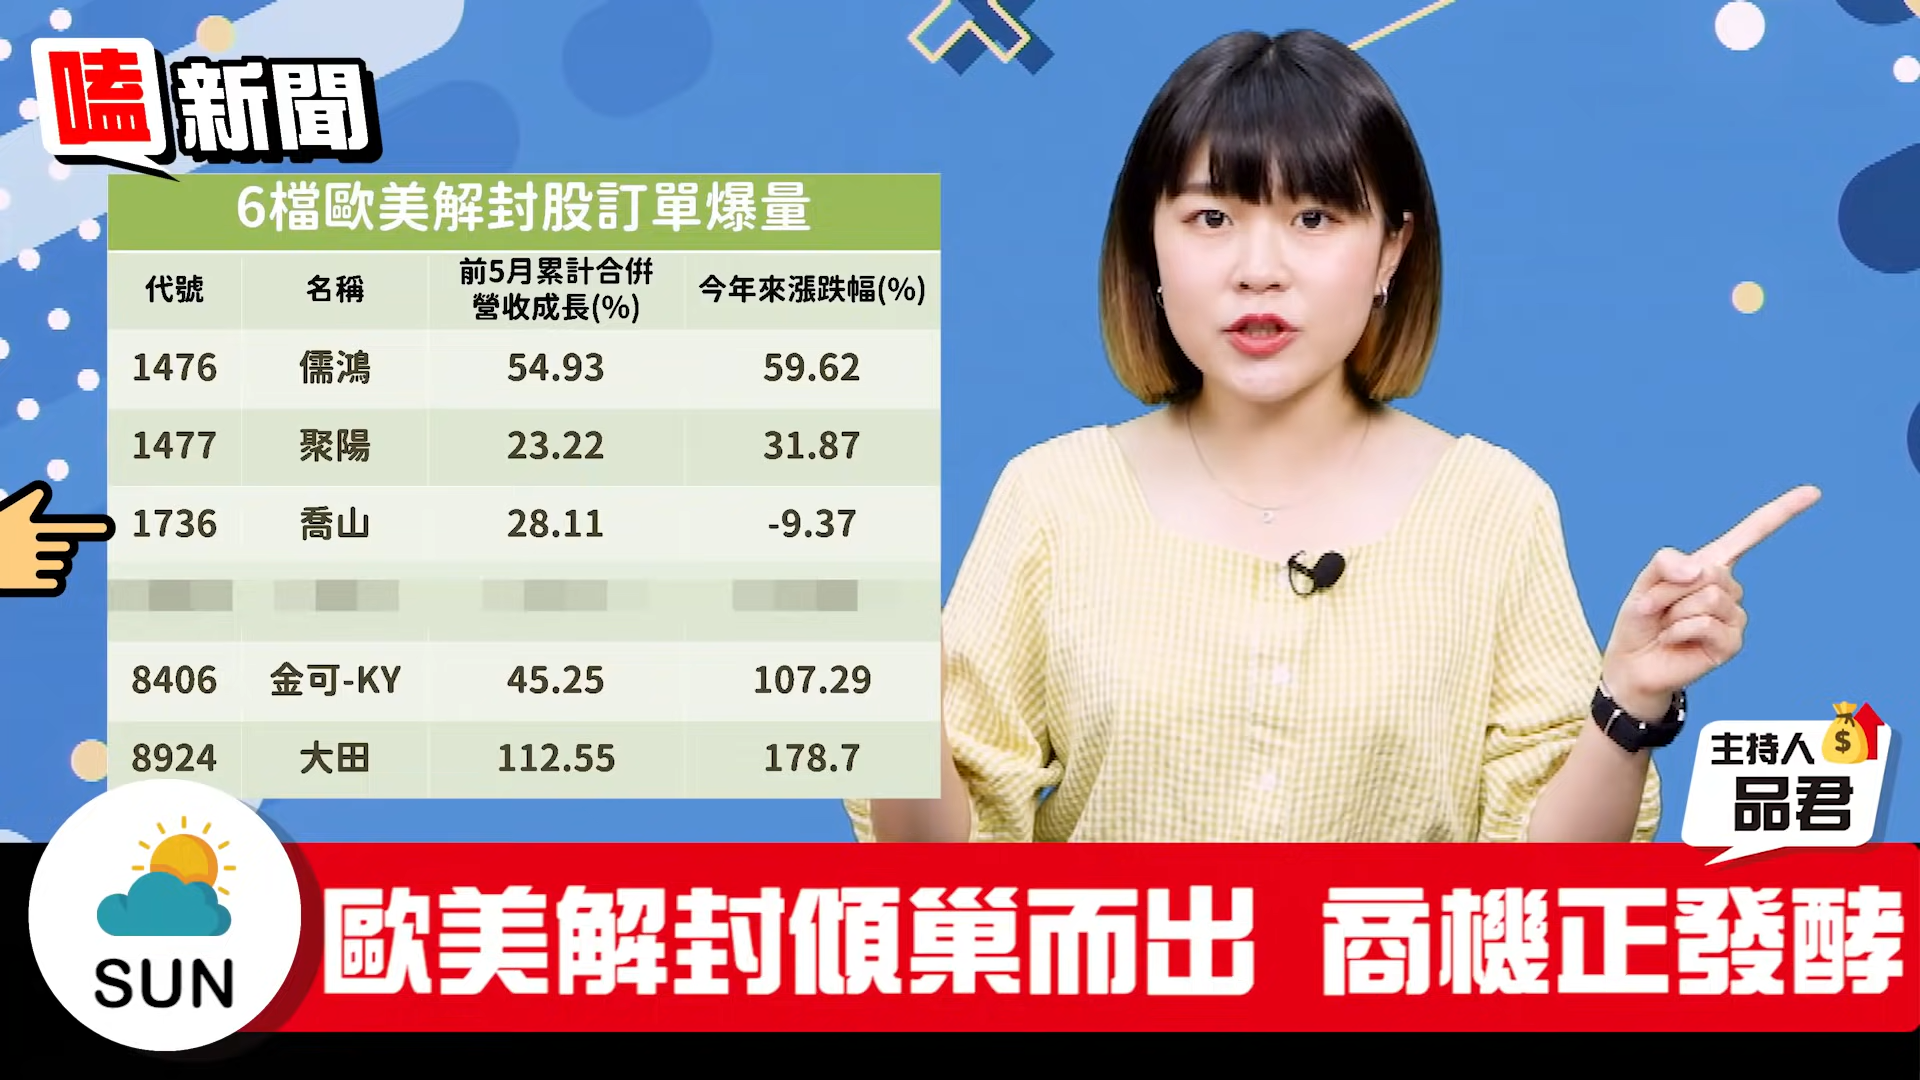 嗑新聞
6檔歐美解封股訂單爆量
代號 名稱 前5月累計合併營收成長(%) 今年來漲跌幅(%)
1476 儒鴻 54.93 59.62
1477 聚陽 23.22 31.87
1736 喬山 28.11 -9.37
8406 金可-KY 45.25 107.29
8924 大田 112.55 178.7
主持人
$
品君
SUN
歐美解封傾巢而出 商機正發酵